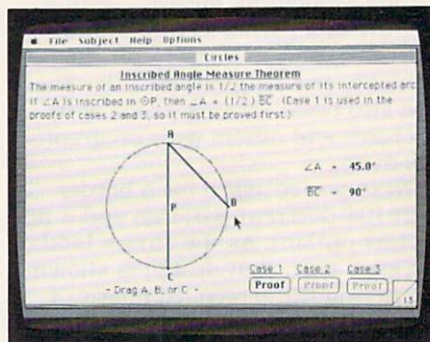 File Subject Help Options
Circles
Inscribed Angle Measure Theorem
The measure of an inscribed angle is 1/2 the measure of its intercepted arc
If ∠A is inscribed in ⊙P, then ∠A = (1/2) BC. (Case 1 is used in the
proofs of cases 2 and 3, so it must be proved first.)
A
∠A = 45.0°
BC = 90°
P
B
C
- Drag A, B, or C -
Case 1 Case 2 Case 3
Proof Proof Proof
13